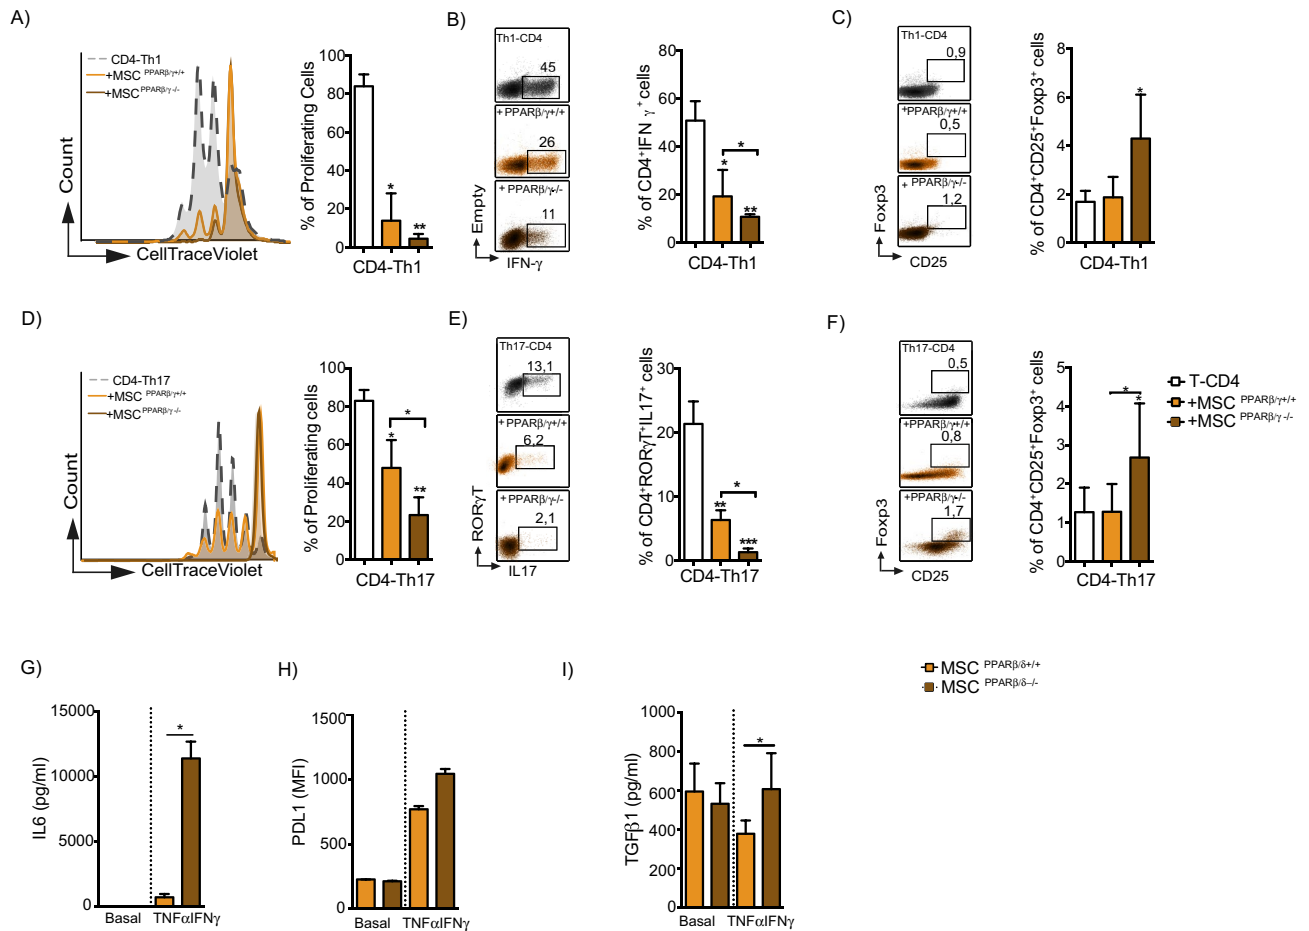 A)
CD4-Th1
+MSC PPARβ/γ+/+
+MSC PPARβ/γ -/-
Count
CellTraceViolet
% of Proliferating Cells
100
80
60
40
20
0
*
**
CD4-Th1
B)
Th1-CD4
45
+ PPARβ/γ+/+
26
+ PPARβ/γ-/-
11
Empty
IFN-γ
% of CD4+IFN γ+ cells
80
60
40
20
0
*
*
**
CD4-Th1
C)
Th1-CD4
0,9
+PPARβ/γ+/+
0,5
+ PPARβ/γ-/-
1,2
Foxp3
CD25
% of CD4+CD25+Foxp3+ cells
8
6
4
2
0
*
CD4-Th1
D)
CD4-Th17
+MSC PPARβ/γ+/+
+MSC PPARβ/γ -/-
Count
CellTraceViolet
% of Proliferating cells
100
80
60
40
20
0
*
*
**
CD4-Th17
E)
Th17-CD4
13,1
+ PPARβ/γ+/+
6,2
+ PPARβ/γ-/-
2,1
RORγT
IL17
% of CD4+RORγT+IL17+ cells
30
20
10
0
*
**
***
CD4-Th17
F)
Th17-CD4
0,5
+PPARβ/γ+/+
0,8
+PPARβ/γ-/-
1,7
Foxp3
CD25
% of CD4+CD25+Foxp3+ cells
5
4
3
2
1
0
*
*
CD4-Th17
T-CD4
+MSC PPARβ/γ+/+
+MSC PPARβ/γ -/-
G)
IL6 (pg/ml)
15000
10000
5000
0
*
Basal TNFαIFNγ
H)
PDL1 (MFI)
1500
1000
500
0
Basal TNFαIFNγ
I)
TGFβ1 (pg/ml)
1000
800
600
400
200
0
*
Basal TNFαIFNγ
MSC PPARβ/δ+/+
MSC PPARβ/δ–/-